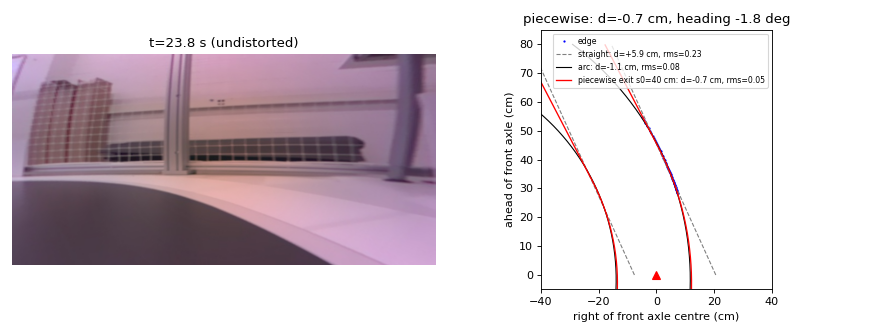 t=23.8 s (undistorted)
piecewise: d=-0.7 cm, heading -1.8 deg
edge
straight: d=+5.9 cm, rms=0.23
arc: d=-1.1 cm, rms=0.08
piecewise exit s0=40 cm: d=-0.7 cm, rms=0.05
80
70
60
50
40
30
20
10
0
ahead of front axle (cm)
−40
−20
0
20
40
right of front axle centre (cm)